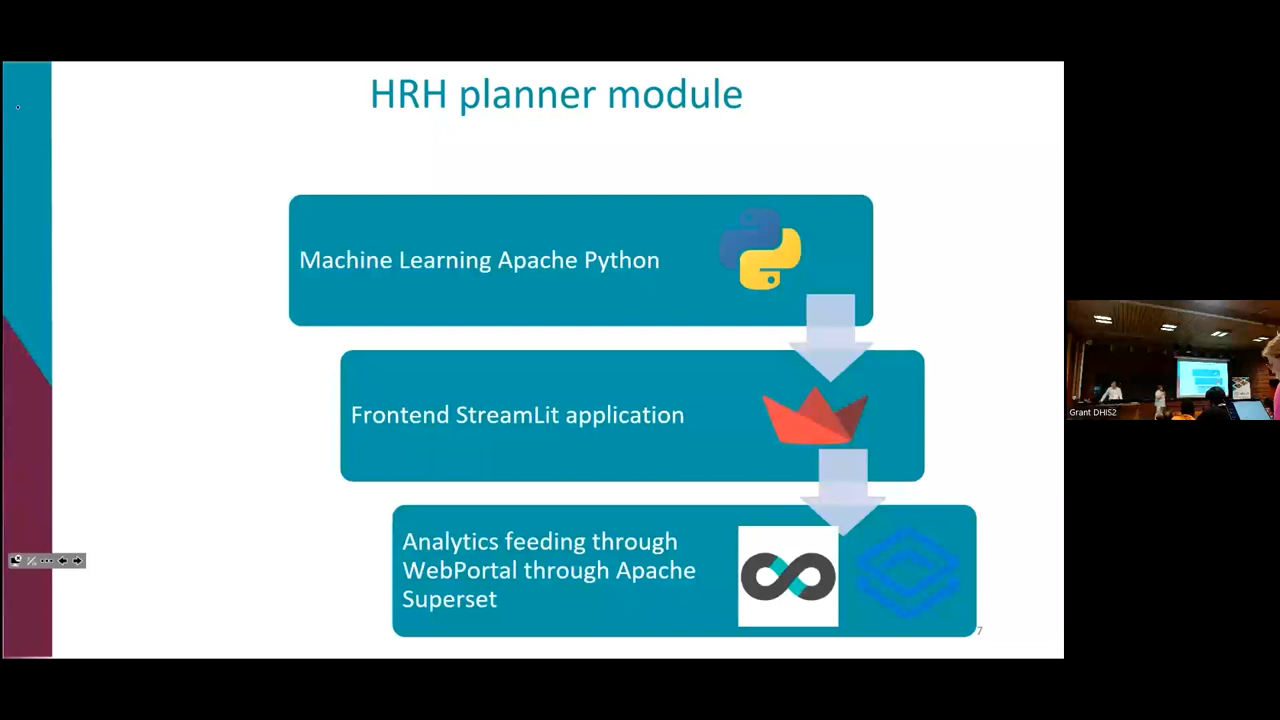 HRH planner module
Machine Learning Apache Python
Frontend StreamLit application
Analytics feeding through
WebPortal through Apache
Superset
7
Grant DHIS2